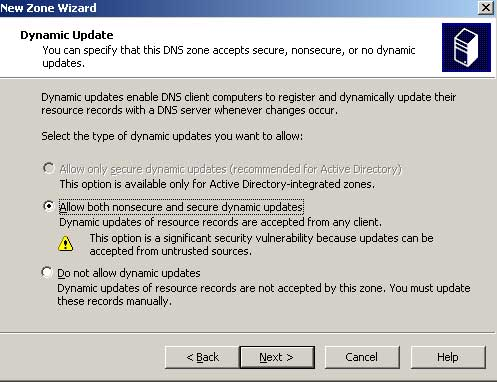 New Zone Wizard
Dynamic Update
You can specify that this DNS zone accepts secure, nonsecure, or no dynamic
updates.
Dynamic updates enable DNS client computers to register and dynamically update their
resource records with a DNS server whenever changes occur.
Select the type of dynamic updates you want to allow:
Allow only secure dynamic updates (recommended for Active Directory)
This option is available only for Active Directory-integrated zones.
Allow both nonsecure and secure dynamic updates
Dynamic updates of resource records are accepted from any client.
This option is a significant security vulnerability because updates can be
accepted from untrusted sources.
Do not allow dynamic updates
Dynamic updates of resource records are not accepted by this zone. You must update
these records manually.
< Back
Next >
Cancel
Help